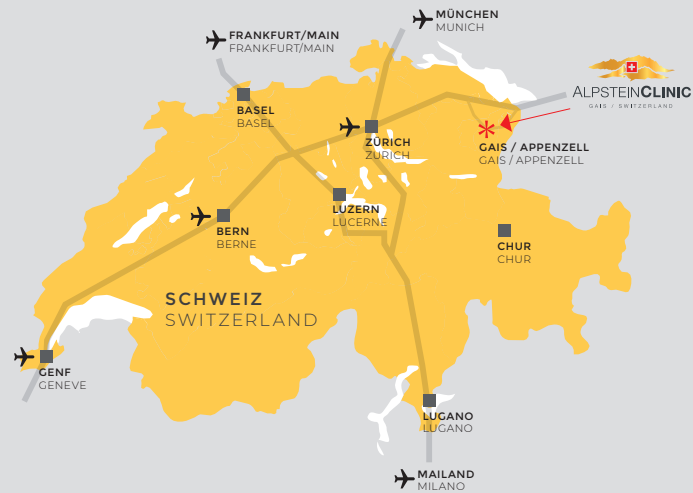 MÜNCHEN
MUNICH
FRANKFURT/MAIN
FRANKFURT/MAIN
ALPSTEINCLINIC
GAIS / SWITZERLAND
BASEL
BASEL
ZÜRICH
ZURICH
GAIS / APPENZELL
GAIS / APPENZELL
LUZERN
LUCERNE
BERN
BERNE
CHUR
CHUR
SCHWEIZ
SWITZERLAND
GENF
GENEVE
LUGANO
LUGANO
MAILAND
MILANO